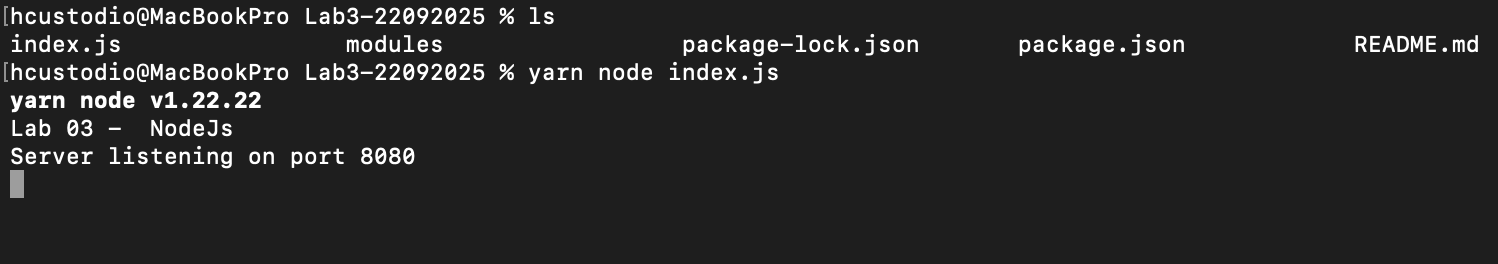 [hcustodio@MacBookPro Lab3-22092025 % ls
index.js modules package-lock.json package.json README.md
[hcustodio@MacBookPro Lab3-22092025 % yarn node index.js
yarn node v1.22.22
Lab 03 -  NodeJs
Server listening on port 8080